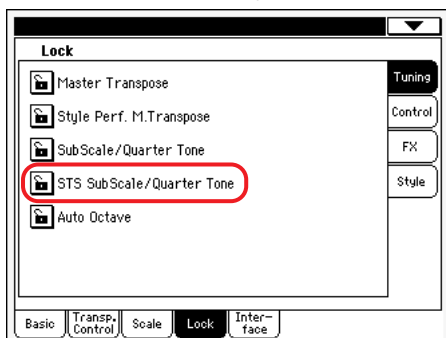 Lock
Master Transpose
Style Perf. M.Transpose
SubScale/Quarter Tone
STS SubScale/Quarter Tone
Auto Octave
Tuning
Control
FX
Style
Basic
Transp.
Control
Scale
Lock
Inter-
face